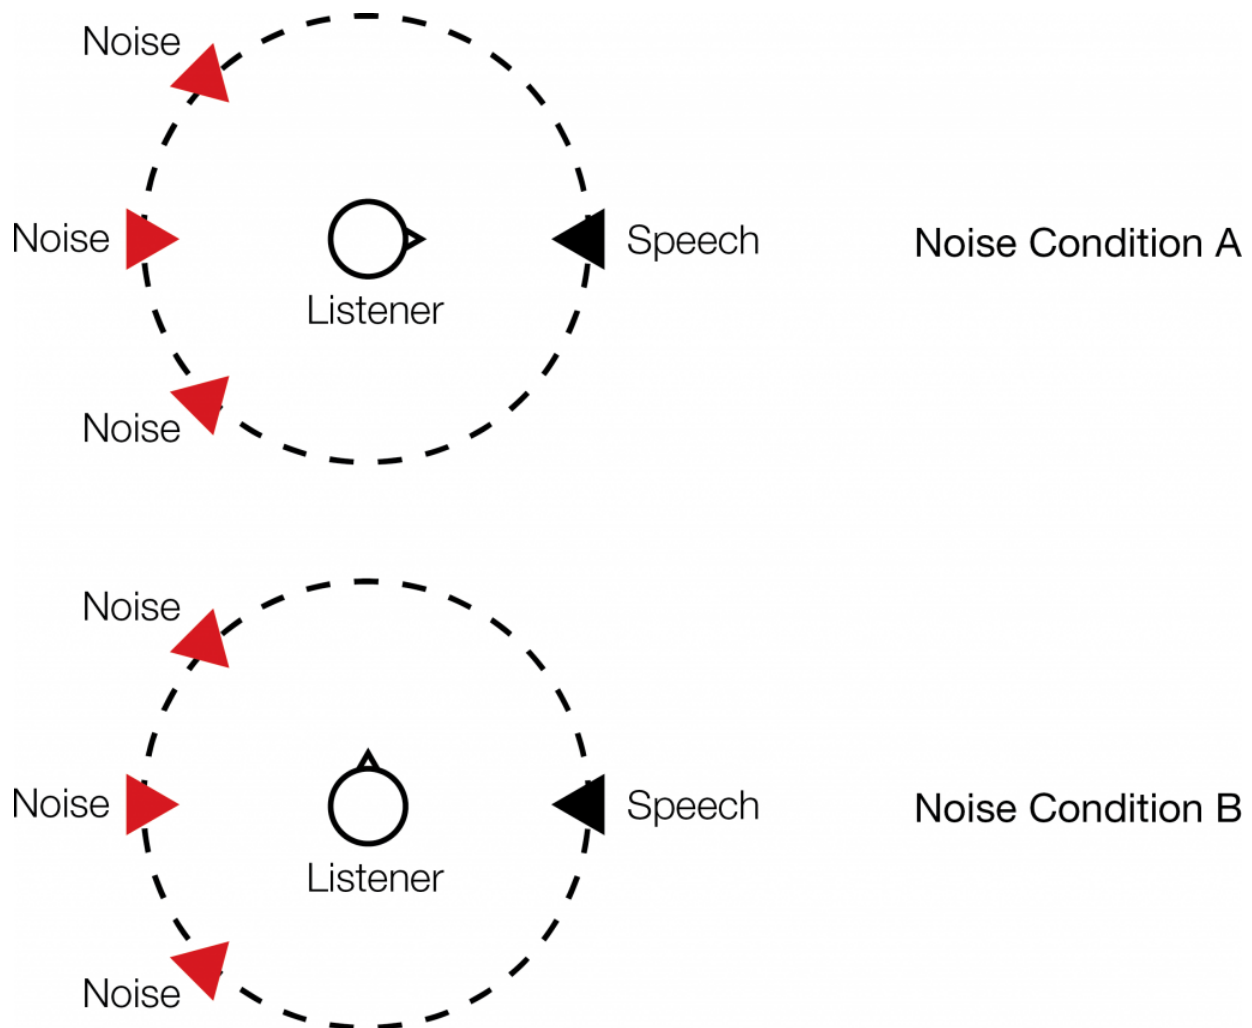 Noise
Noise
Speech
Noise Condition A
Listener
Noise
Noise
Noise
Speech
Noise Condition B
Listener
Noise